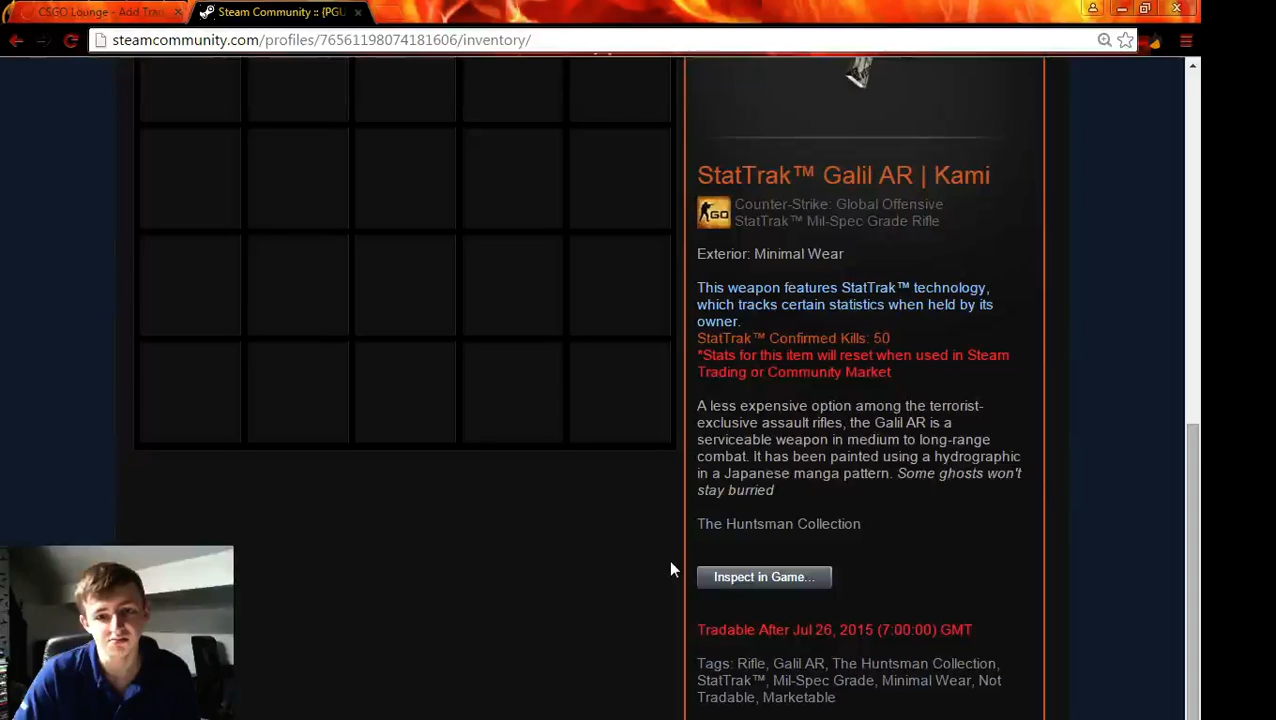 CSGO Lounge - Add Tra
Steam Community :: {PGU
steamcommunity.com/profiles/76561198074181606/inventory/
StatTrak™ Galil AR | Kami
GO
Counter-Strike: Global Offensive
StatTrak™ Mil-Spec Grade Rifle
Exterior: Minimal Wear
This weapon features StatTrak™ technology,
which tracks certain statistics when held by its
owner.
StatTrak™ Confirmed Kills: 50
*Stats for this item will reset when used in Steam
Trading or Community Market
A less expensive option among the terrorist-
exclusive assault rifles, the Galil AR is a
serviceable weapon in medium to long-range
combat. It has been painted using a hydrographic
in a Japanese manga pattern. Some ghosts won't
stay burried
The Huntsman Collection
Inspect in Game...
Tradable After Jul 26, 2015 (7:00:00) GMT
Tags: Rifle, Galil AR, The Huntsman Collection,
StatTrak™, Mil-Spec Grade, Minimal Wear, Not
Tradable, Marketable